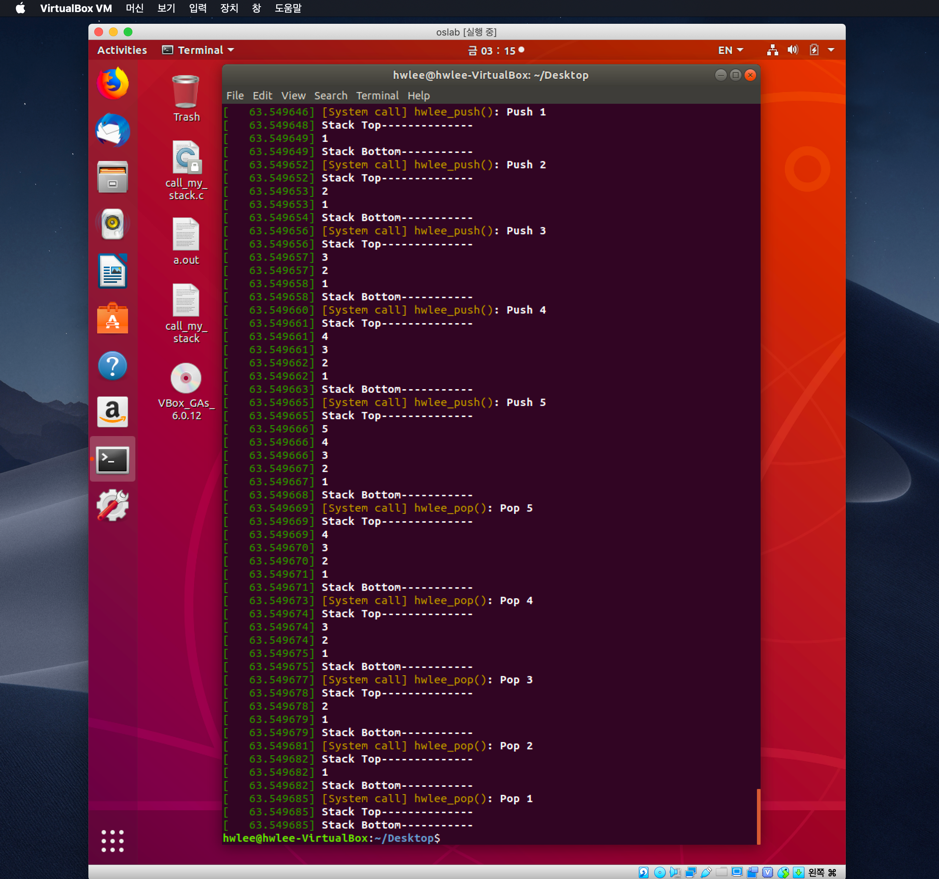 VirtualBox VM 머신 보기 입력 장치 창 도움말
oslab [실행 중]
Activities Terminal 금 03 : 15 EN
hwlee@hwlee-VirtualBox: ~/Desktop
File Edit View Search Terminal Help
Trash
call_my_
stack.c
a.out
call_my_
stack
VBox_GAs_
6.0.12
[   63.549646] [System call] hwlee_push(): Push 1
[   63.549648] Stack Top--------------
[   63.549649] 1
[   63.549649] Stack Bottom-----------
[   63.549652] [System call] hwlee_push(): Push 2
[   63.549652] Stack Top--------------
[   63.549653] 2
[   63.549653] 1
[   63.549654] Stack Bottom-----------
[   63.549656] [System call] hwlee_push(): Push 3
[   63.549656] Stack Top--------------
[   63.549657] 3
[   63.549657] 2
[   63.549658] 1
[   63.549658] Stack Bottom-----------
[   63.549660] [System call] hwlee_push(): Push 4
[   63.549661] Stack Top--------------
[   63.549661] 4
[   63.549661] 3
[   63.549662] 2
[   63.549662] 1
[   63.549663] Stack Bottom-----------
[   63.549665] [System call] hwlee_push(): Push 5
[   63.549665] Stack Top--------------
[   63.549666] 5
[   63.549666] 4
[   63.549666] 3
[   63.549667] 2
[   63.549667] 1
[   63.549668] Stack Bottom-----------
[   63.549669] [System call] hwlee_pop(): Pop 5
[   63.549669] Stack Top--------------
[   63.549669] 4
[   63.549670] 3
[   63.549670] 2
[   63.549671] 1
[   63.549671] Stack Bottom-----------
[   63.549673] [System call] hwlee_pop(): Pop 4
[   63.549674] Stack Top--------------
[   63.549674] 3
[   63.549674] 2
[   63.549675] 1
[   63.549675] Stack Bottom-----------
[   63.549677] [System call] hwlee_pop(): Pop 3
[   63.549678] Stack Top--------------
[   63.549678] 2
[   63.549679] 1
[   63.549679] Stack Bottom-----------
[   63.549681] [System call] hwlee_pop(): Pop 2
[   63.549682] Stack Top--------------
[   63.549682] 1
[   63.549682] Stack Bottom-----------
[   63.549685] [System call] hwlee_pop(): Pop 1
[   63.549685] Stack Top--------------
[   63.549685] Stack Bottom-----------
hwlee@hwlee-VirtualBox:~/Desktop$
왼쪽 ⌘